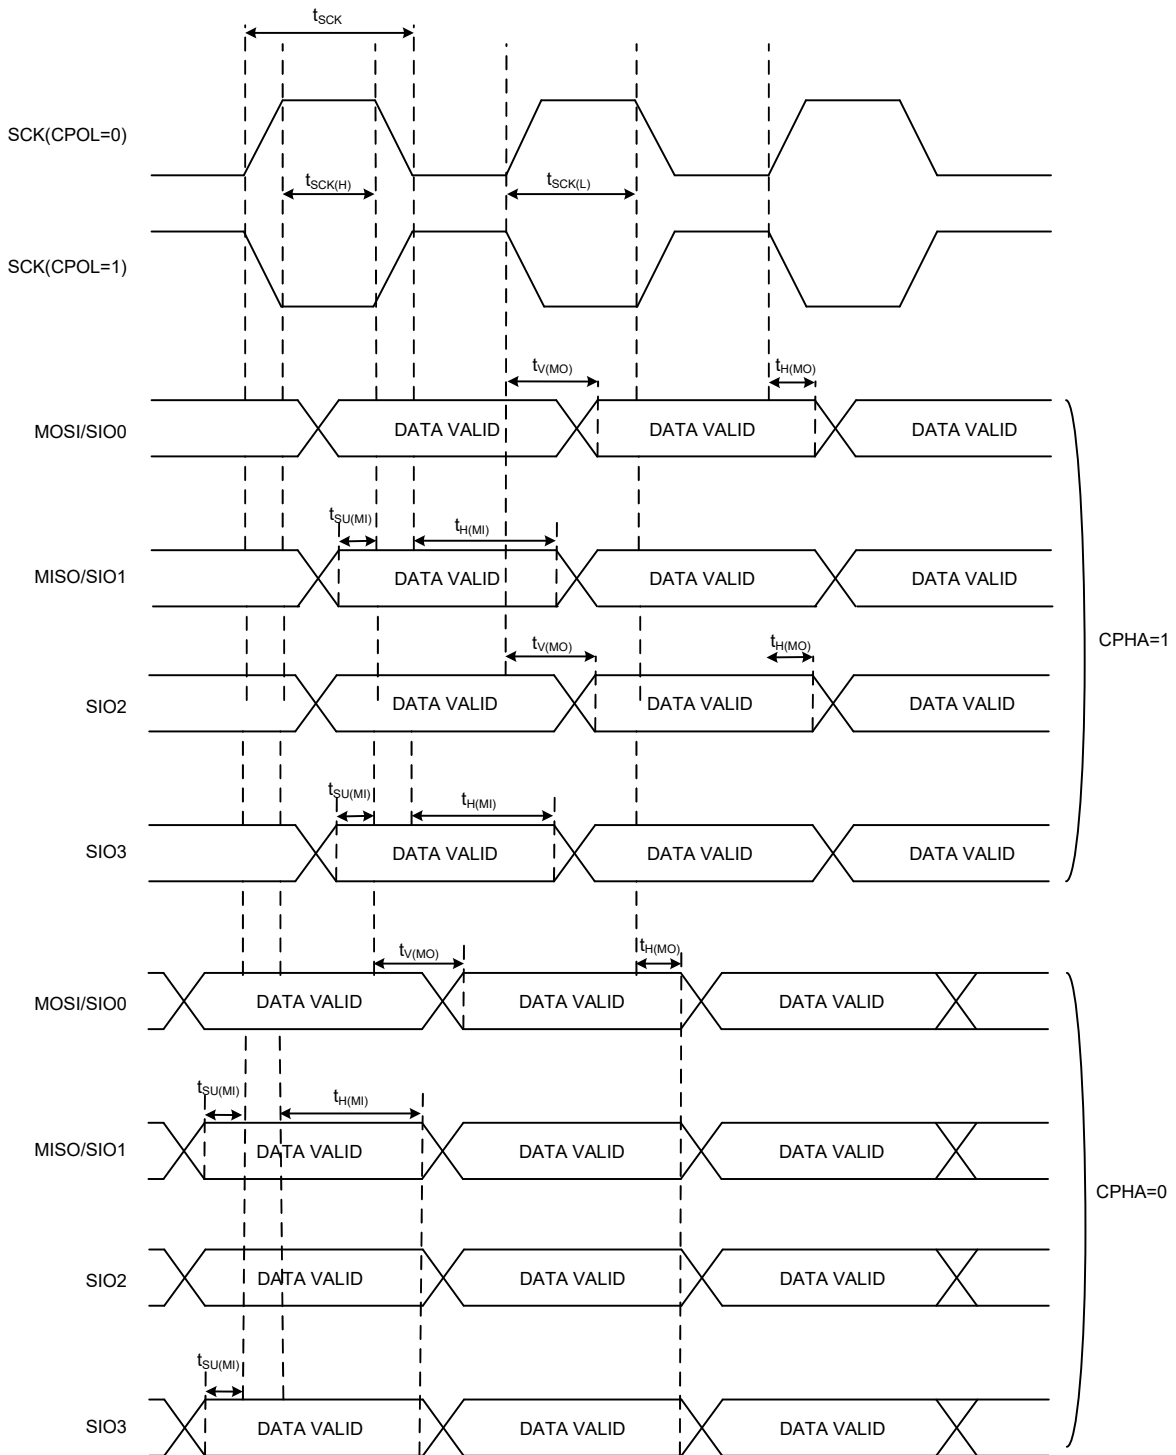 tSCK
SCK(CPOL=0)
tSCK(H)
tSCK(L)
SCK(CPOL=1)
tV(MO)
tH(MO)
MOSI/SIO0
DATA VALID
DATA VALID
DATA VALID
tSU(MI)
tH(MI)
MISO/SIO1
DATA VALID
DATA VALID
DATA VALID
CPHA=1
tV(MO)
tH(MO)
SIO2
DATA VALID
DATA VALID
DATA VALID
tSU(MI)
tH(MI)
SIO3
DATA VALID
DATA VALID
DATA VALID
tV(MO)
tH(MO)
MOSI/SIO0
DATA VALID
DATA VALID
DATA VALID
tSU(MI)
tH(MI)
MISO/SIO1
DATA VALID
DATA VALID
DATA VALID
CPHA=0
SIO2
DATA VALID
DATA VALID
DATA VALID
tSU(MI)
SIO3
DATA VALID
DATA VALID
DATA VALID